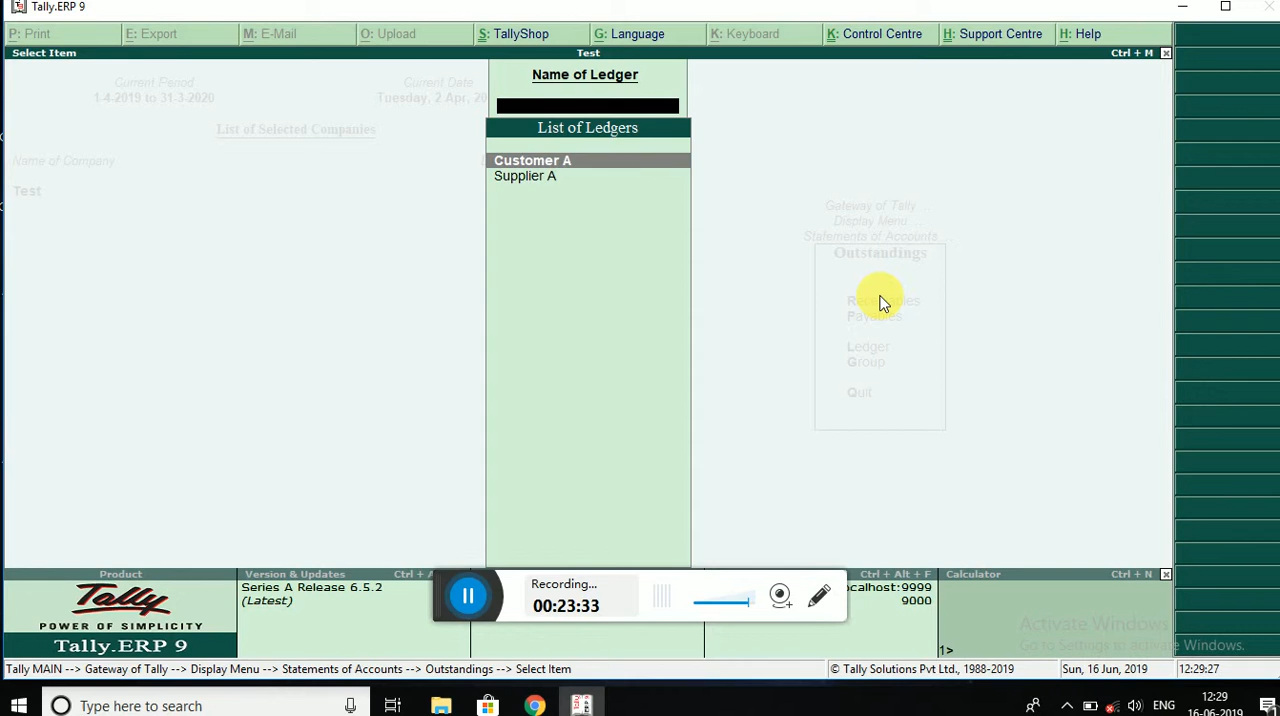 Tally.ERP 9
P: Print E: Export M: E-Mail O: Upload S: TallyShop G: Language K: Keyboard K: Control Centre H: Support Centre H: Help
Select Item Test Ctrl + M
Name of Ledger
Current Period Current Date
1-4-2019 to 31-3-2020 Tuesday, 2 Apr, 20
List of Selected Companies
List of Ledgers
Name of Company
Customer A
Supplier A
Test
Gateway of Tally ...
Display Menu ...
Statements of Accounts ...
Outstandings
Payables
Ledger
Group
Quit
Product Version & Updates Ctrl + A Ctrl + Alt + F Calculator Ctrl + N
Series A Release 6.5.2
(Latest)
localhost:9999
9000
Recording...
00:23:33
Tally
POWER OF SIMPLICITY
Tally.ERP 9
1>
Activate Windows
Go to Settings to activate Windows.
Tally MAIN --> Gateway of Tally --> Display Menu --> Statements of Accounts --> Outstandings --> Select Item © Tally Solutions Pvt Ltd., 1988-2019 Sun, 16 Jun, 2019 12:29:27
Type here to search ENG 12:29
16-06-2019